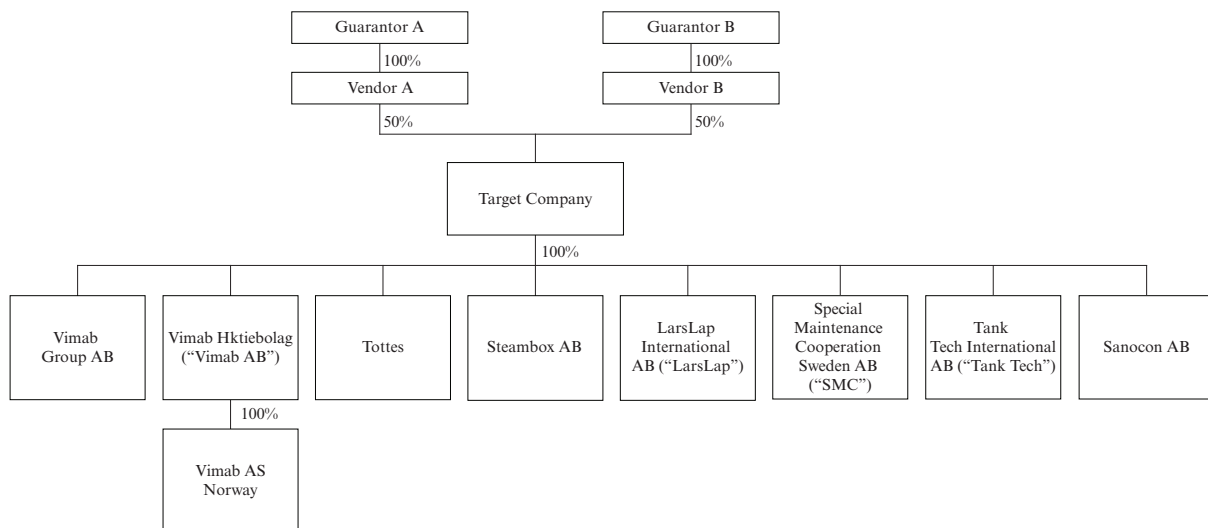 Guarantor A
Guarantor B
100%
100%
Vendor A
Vendor B
50%
50%
Target Company
100%
Vimab
Group AB
Vimab Hktiebolag
(“Vimab AB”)
Tottes
Steambox AB
LarsLap
International
AB (“LarsLap”)
Special
Maintenance
Cooperation
Sweden AB
(“SMC”)
Tank
Tech International
AB (“Tank Tech”)
Sanocon AB
100%
Vimab AS
Norway